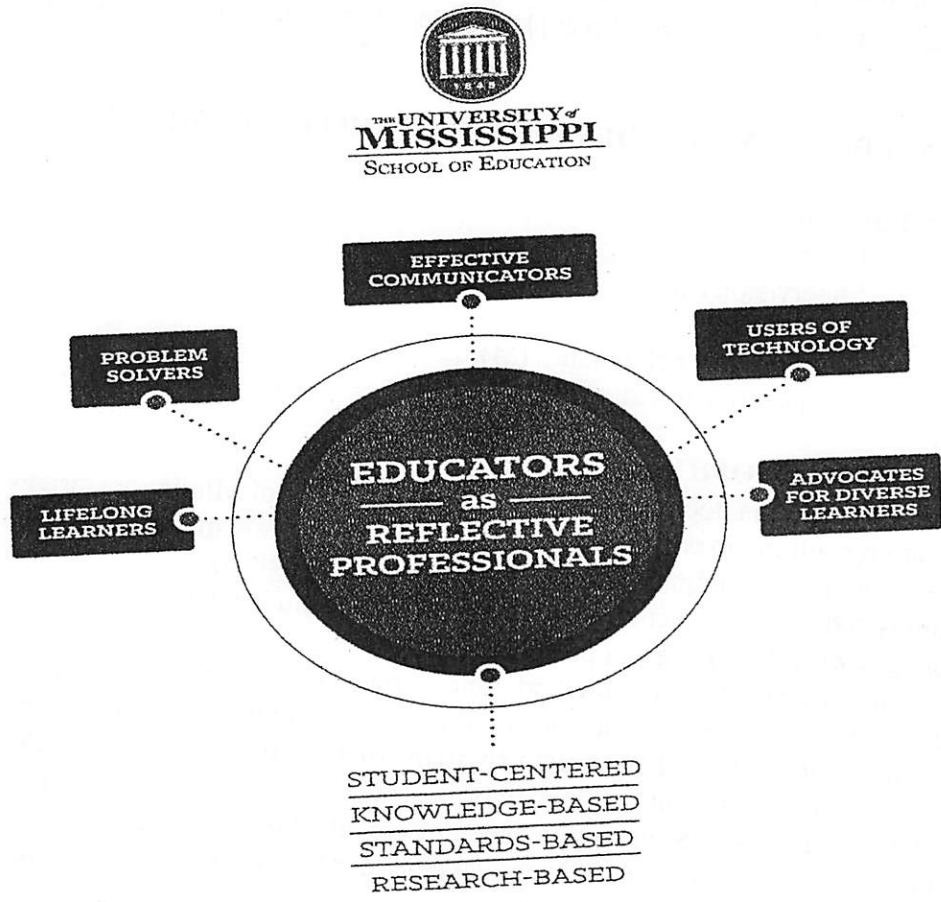 1848
THE UNIVERSITY of
MISSISSIPPI
SCHOOL OF EDUCATION
EFFECTIVE
COMMUNICATORS
USERS OF
TECHNOLOGY
PROBLEM
SOLVERS
ADVOCATES
FOR DIVERSE
LEARNERS
LIFELONG
LEARNERS
EDUCATORS
as
REFLECTIVE
PROFESSIONALS
STUDENT-CENTERED
KNOWLEDGE-BASED
STANDARDS-BASED
RESEARCH-BASED